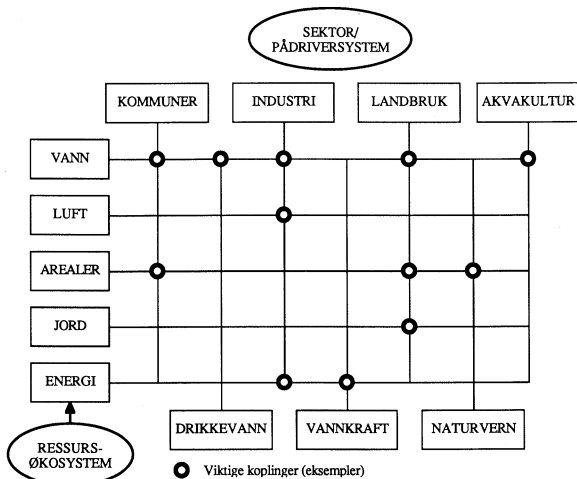 SEKTOR/
PÅDRIVERSYSTEM
KOMMUNER
INDUSTRI
LANDBRUK
AKVAKULTUR
VANN
LUFT
AREALER
JORD
ENERGI
DRIKKEVANN
VANNKRAFT
NATURVERN
RESSURS-
ØKOSYSTEM
Viktige koplinger (eksempler)